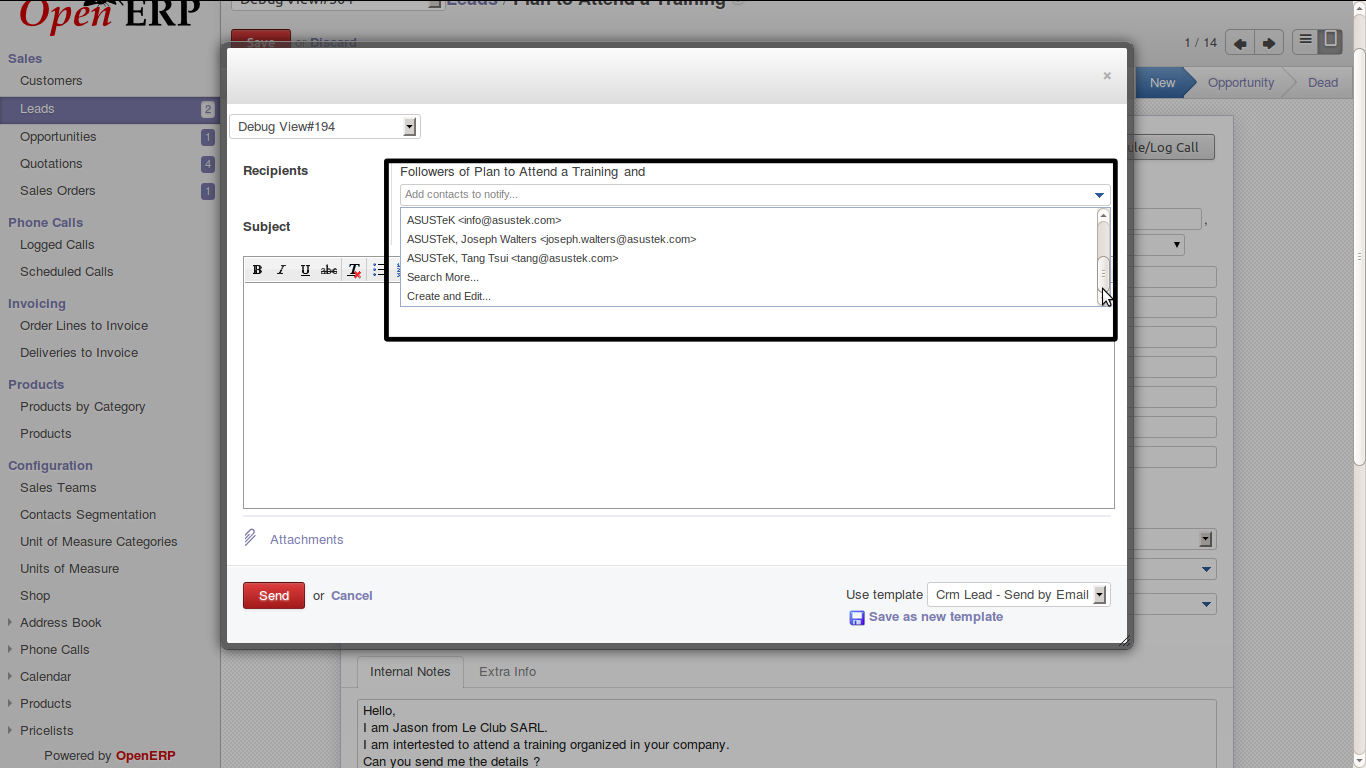 Open ERP
Debug View#504
Leads / Plan to Attend a Training
Save or Discard
1 / 14
New
Opportunity
Dead
Sales
Customers
Leads 2
Opportunities 1
Quotations 4
Sales Orders 1
Phone Calls
Logged Calls
Scheduled Calls
Invoicing
Order Lines to Invoice
Deliveries to Invoice
Products
Products by Category
Products
Configuration
Sales Teams
Contacts Segmentation
Unit of Measure Categories
Units of Measure
Shop
Address Book
Phone Calls
Calendar
Products
Pricelists
Powered by OpenERP
×
Debug View#194
Recipients
Followers of Plan to Attend a Training and
Add contacts to notify...
ASUSTeK <info@asustek.com>
ASUSTeK, Joseph Walters <joseph.walters@asustek.com>
ASUSTeK, Tang Tsui <tang@asustek.com>
Search More...
Create and Edit...
Subject
B I U abc T
Attachments
Send or Cancel
Use template Crm Lead - Send by Email
Save as new template
ule/Log Call
,
Internal Notes
Extra Info
Hello,
I am Jason from Le Club SARL.
I am intertested to attend a training organized in your company.
Can you send me the details ?